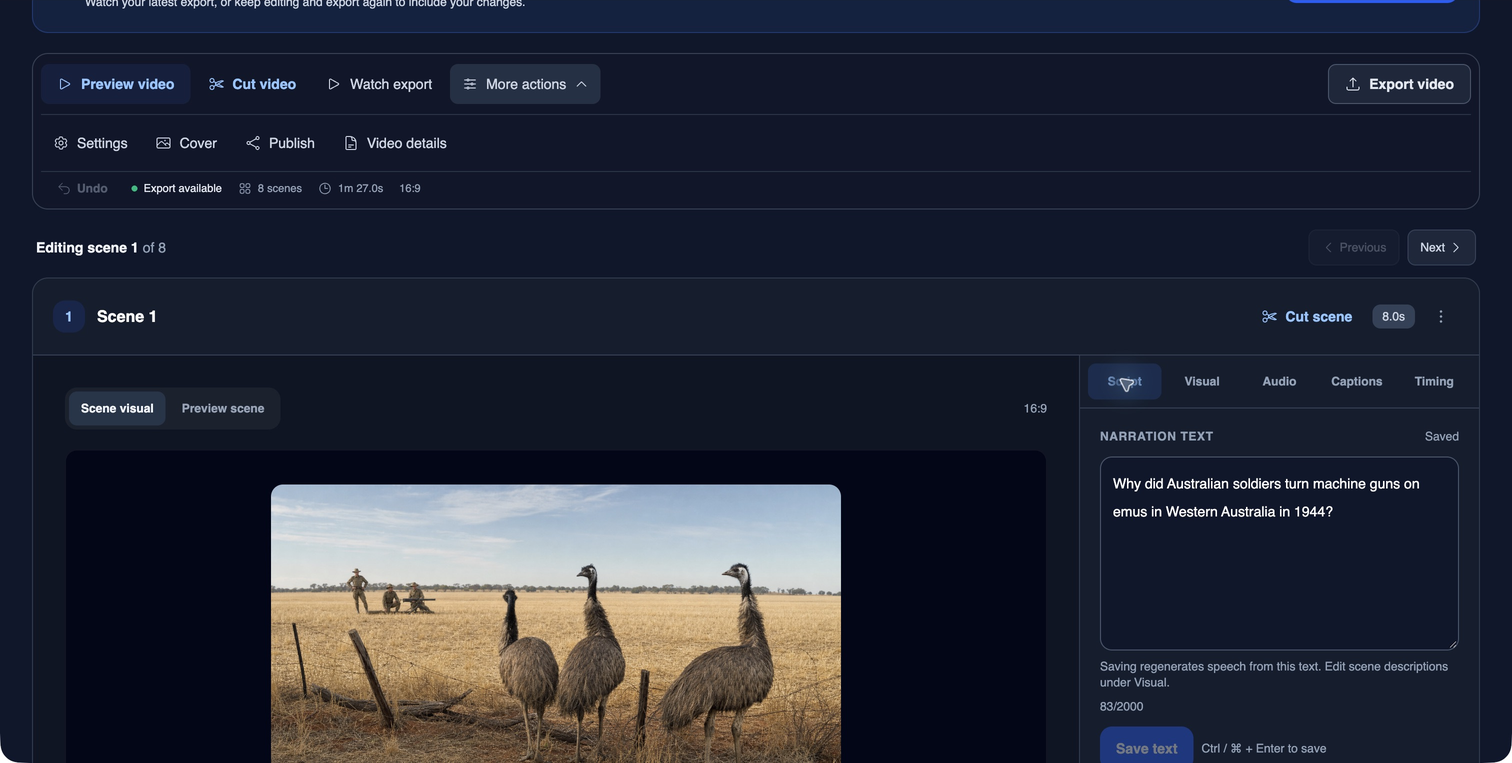 Watch your latest export, or keep editing and export again to include your changes.
Preview video
Cut video
Watch export
More actions
Export video
Settings
Cover
Publish
Video details
Undo
Export available
8 scenes
1m 27.0s
16:9
Editing scene 1 of 8
Previous
Next
1
Scene 1
Cut scene
8.0s
Scene visual
Preview scene
16:9
Script
Visual
Audio
Captions
Timing
NARRATION TEXT
Saved
Why did Australian soldiers turn machine guns on
emus in Western Australia in 1944?
Saving regenerates speech from this text. Edit scene descriptions
under Visual.
83/2000
Save text
Ctrl / ⌘ + Enter to save